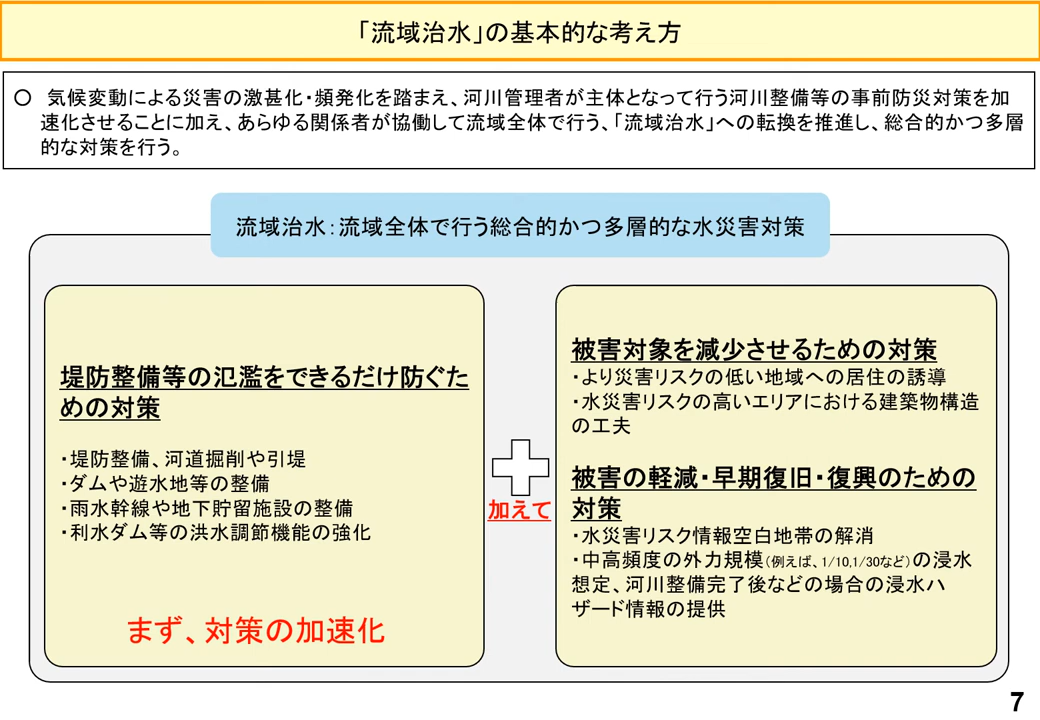 「流域治水」の基本的な考え方
〇 気候変動による災害の激甚化・頻発化を踏まえ、河川管理者が主体となって行う河川整備等の事前防災対策を加
速化させることに加え、あらゆる関係者が協働して流域全体で行う、「流域治水」への転換を推進し、総合的かつ多層
的な対策を行う。
流域治水：流域全体で行う総合的かつ多層的な水災害対策
堤防整備等の氾濫をできるだけ防ぐた
めの対策
・堤防整備、河道掘削や引堤
・ダムや遊水地等の整備
・雨水幹線や地下貯留施設の整備
・利水ダム等の洪水調節機能の強化
まず、対策の加速化
加えて
被害対象を減少させるための対策
・より災害リスクの低い地域への居住の誘導
・水災害リスクの高いエリアにおける建築物構造
の工夫
被害の軽減・早期復旧・復興のための
対策
・水災害リスク情報空白地帯の解消
・中高頻度の外力規模（例えば、1/10,1/30など）の浸水
想定、河川整備完了後などの場合の浸水ハ
ザード情報の提供
7